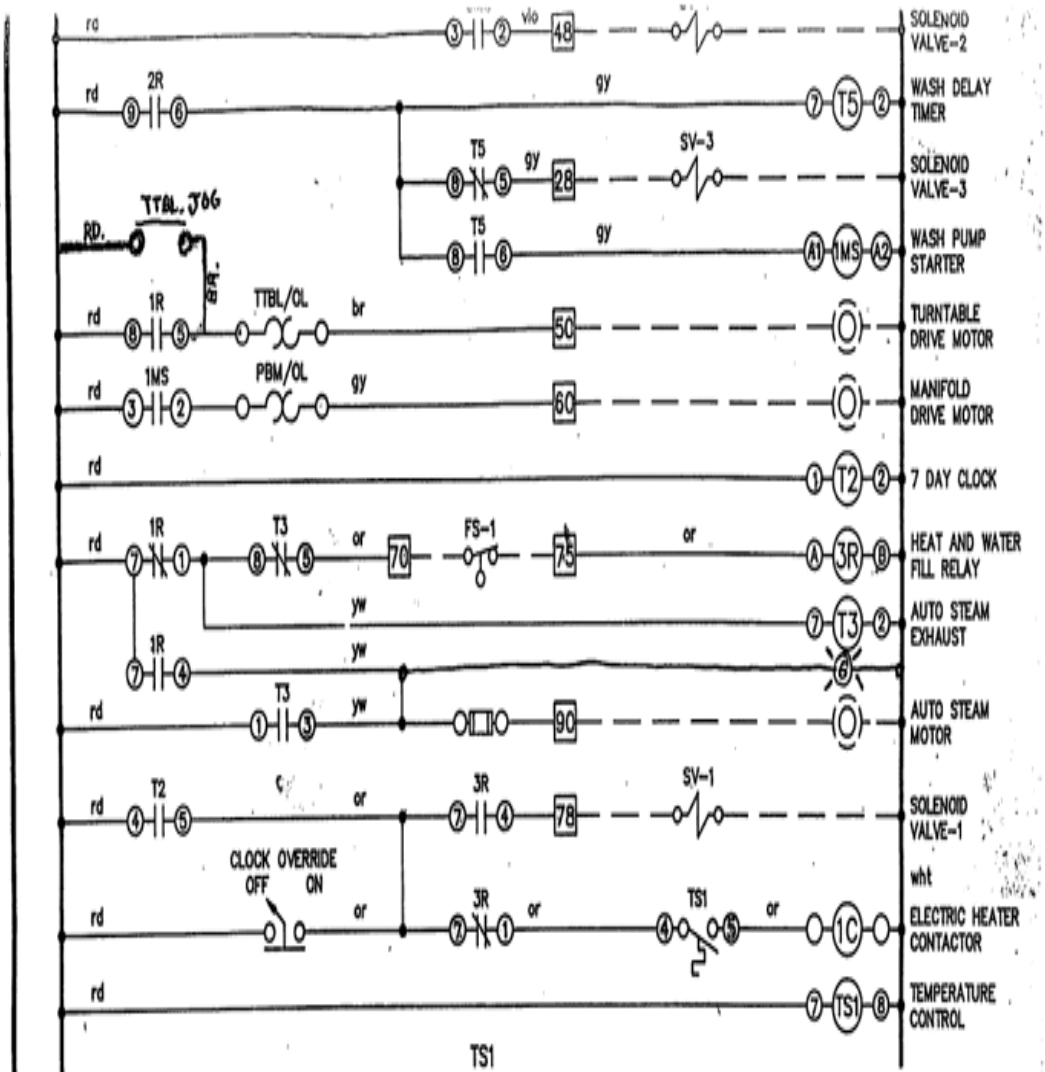 rd ③ ② vio 48 SOLENOID
VALVE-2
rd 2R 9 6 gy 7 T5 2 WASH DELAY
TIMER
T5 8 5 gy 28 SV-3 SOLENOID
VALVE-3
TTBL. JOG
RD. BR.
T5 8 6 gy A1 1MS A2 WASH PUMP
STARTER
rd 1R 8 5 TTBL/OL br 50 TURNTABLE
DRIVE MOTOR
rd 1MS 3 2 PBM/OL gy 60 MANIFOLD
DRIVE MOTOR
rd 1 T2 2 7 DAY CLOCK
rd 1R 7 1 T3 8 5 or 70 FS-1 75 or A 3R B HEAT AND WATER
FILL RELAY
yw 7 T3 2 AUTO STEAM
EXHAUST
7 4 yw G
rd T3 1 3 yw 90 AUTO STEAM
MOTOR
rd T2 4 5 or 3R 7 4 78 SV-1 SOLENOID
VALVE-1
CLOCK OVERRIDE
OFF ON
wht
rd or 3R 7 1 or TS1 4 5 or 1C ELECTRIC HEATER
CONTACTOR
rd 7 TS1 8 TEMPERATURE
CONTROL
TS1